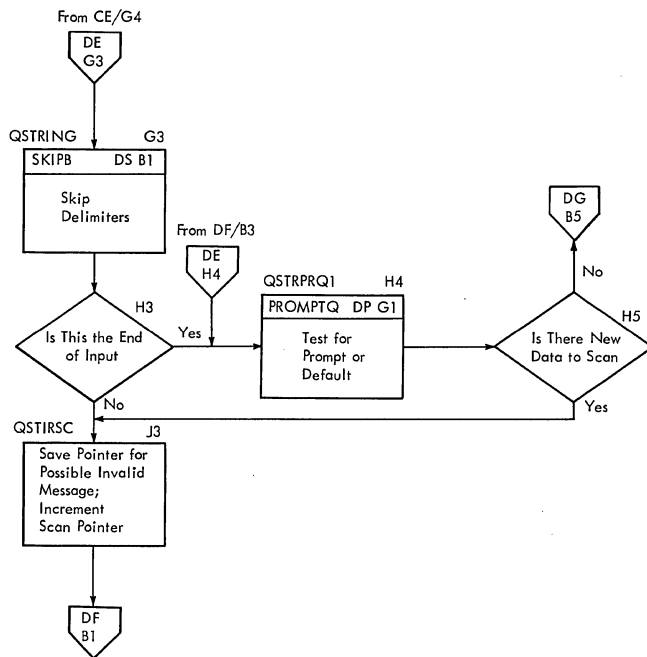 From CE/G4
DE
G3
QSTRING G3
SKIPB DS B1
Skip
Delimiters
From DF/B3
DE
H4
DG
B5
No
QSTRPRQ1 H4
PROMPTQ DP G1
Test for
Prompt or
Default
H3
Is This the End
of Input
Yes
H5
Is There New
Data to Scan
No
Yes
QSTIRSC J3
Save Pointer for
Possible Invalid
Message;
Increment
Scan Pointer
DF
B1